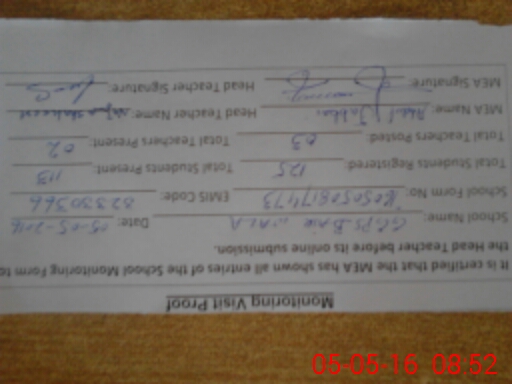 Monitoring Visit Proof
It is certified that the MEA has shown all entries of the School Monitoring Form to
the Head Teacher before its online submission.
School Name: GGPS B WALA Date: 05-05-2016
School Form No: EMIS Code: 32330366
Total Students Registered: 125 Total Students Present: 113
Total Teachers Posted: 03 Total Teachers Present: 02
MEA Name: Head Teacher Name:
MEA Signature: Head Teacher Signature:
05-05-16 08:52